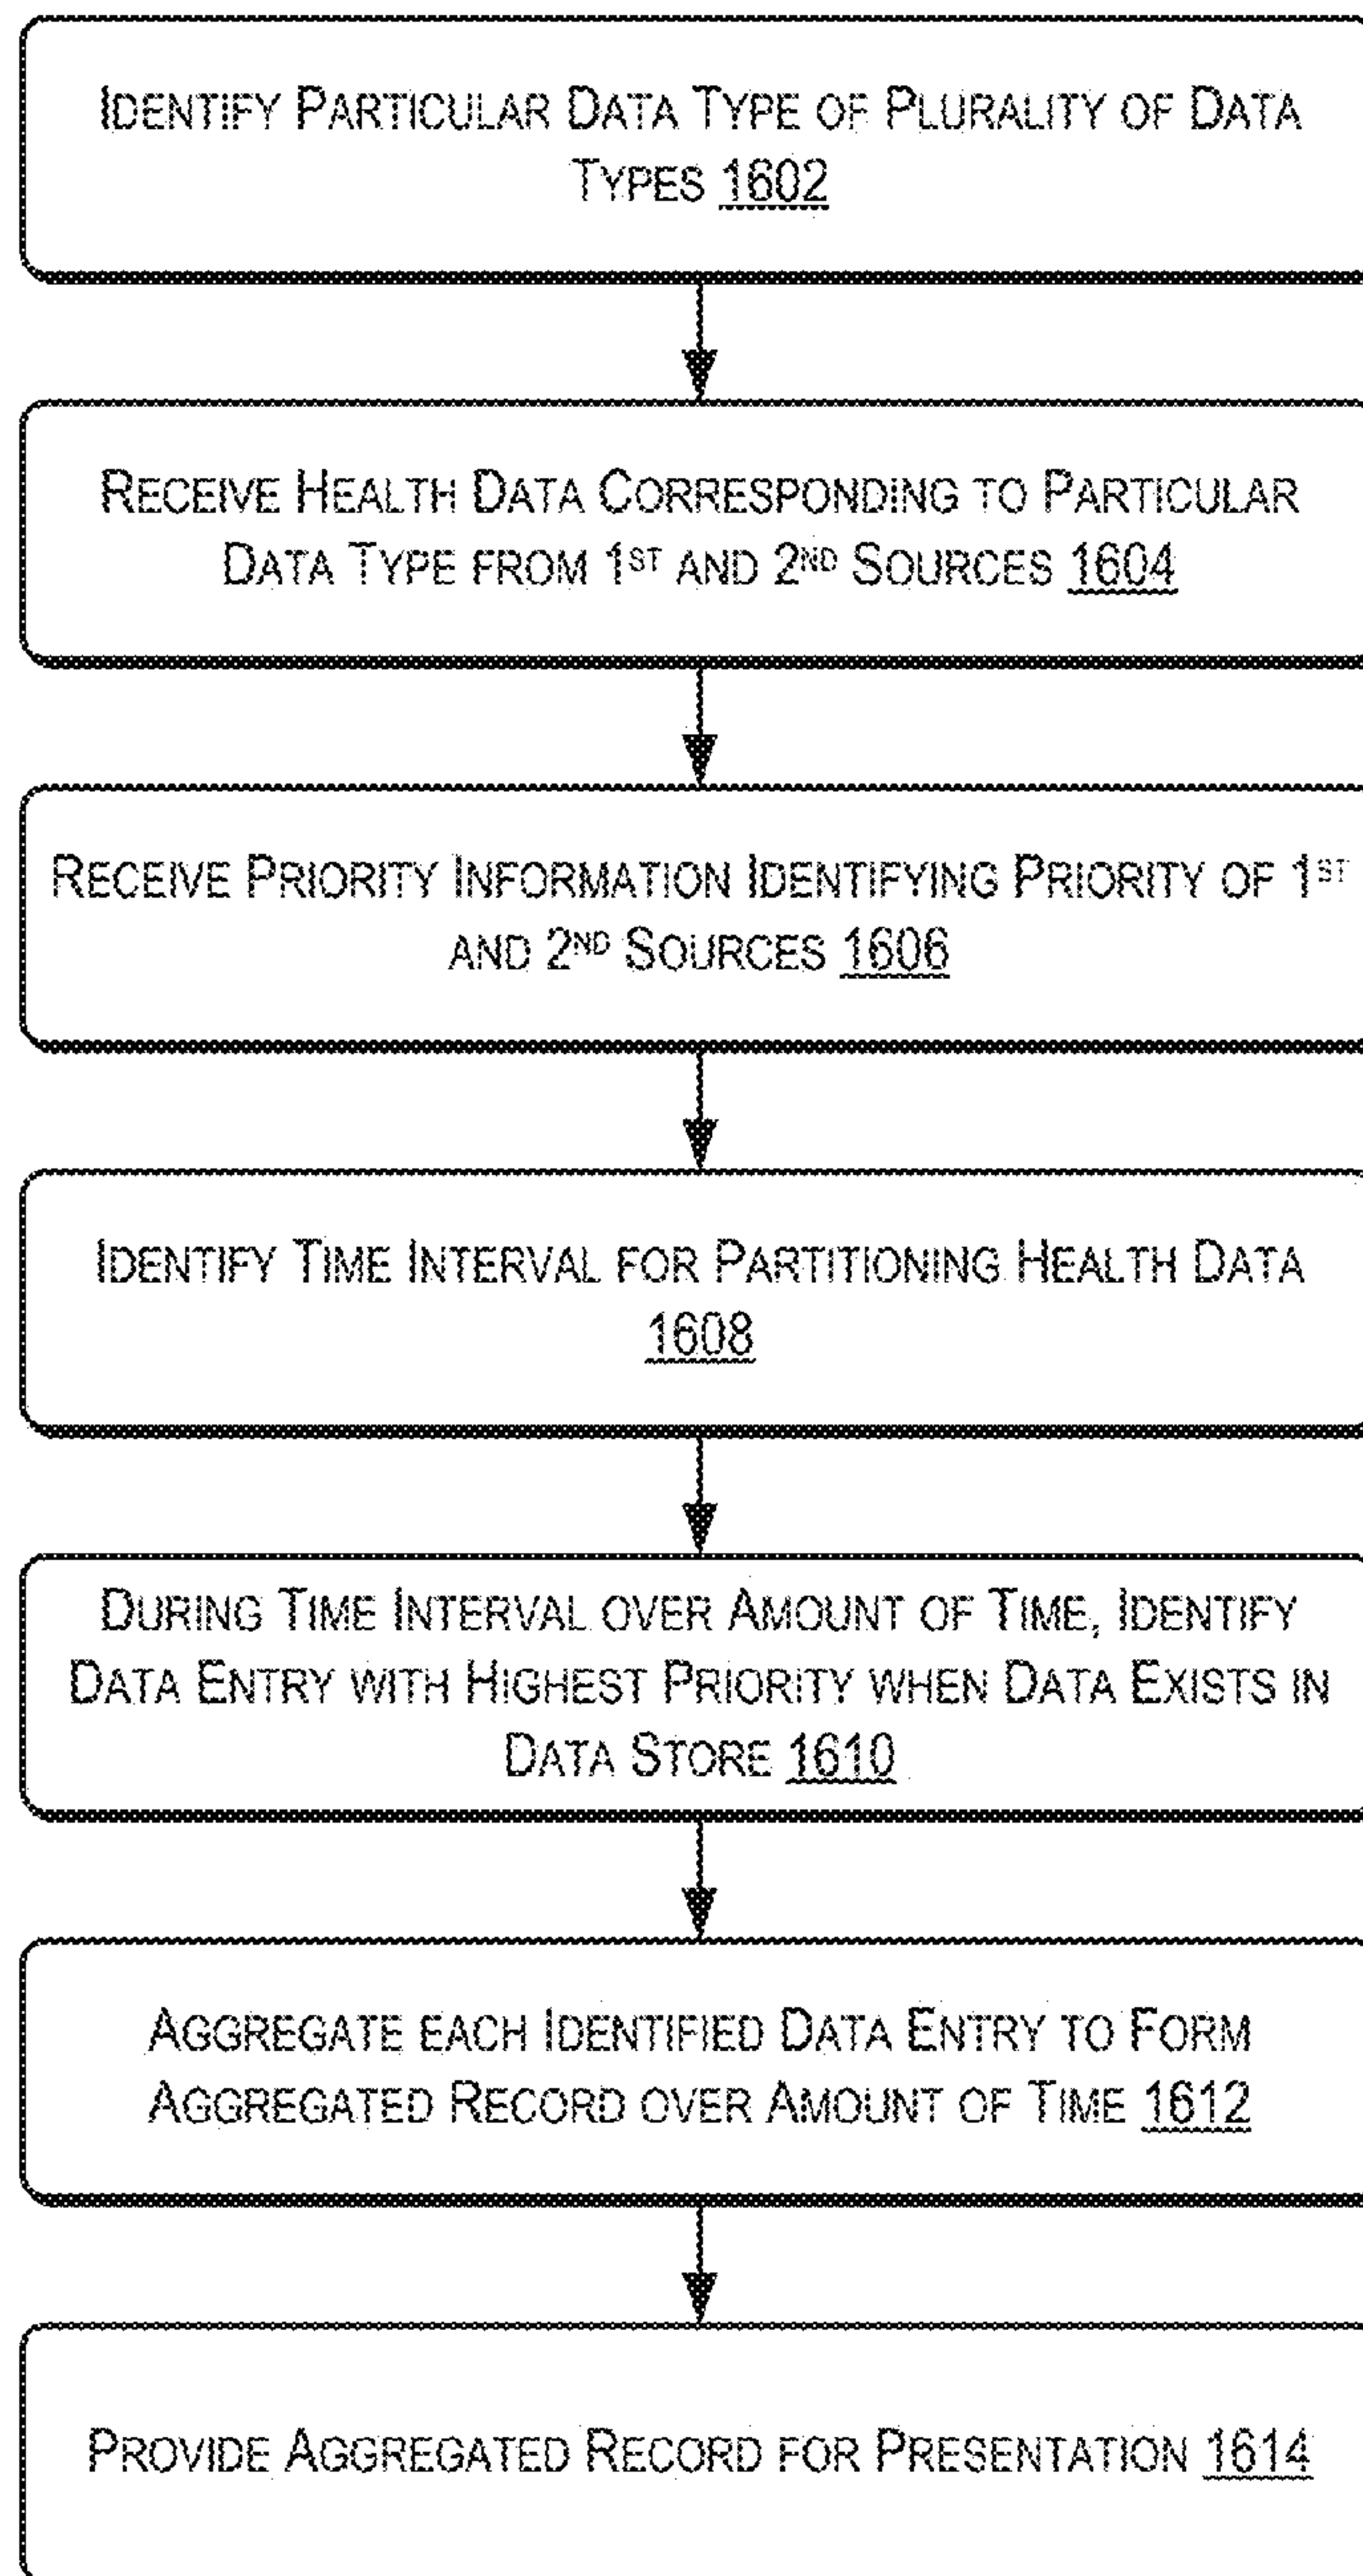 IDENTIFY PARTICULAR DATA TYPE OF PLURALITY OF DATA
TYPES 1602
RECEIVE HEALTH DATA CORRESPONDING TO PARTICULAR
DATA TYPE FROM 1ST AND 2ND SOURCES 1604
RECEIVE PRIORITY INFORMATION IDENTIFYING PRIORITY OF 1ST
AND 2ND SOURCES 1606
IDENTIFY TIME INTERVAL FOR PARTITIONING HEALTH DATA
1608
DURING TIME INTERVAL OVER AMOUNT OF TIME, IDENTIFY
DATA ENTRY WITH HIGHEST PRIORITY WHEN DATA EXISTS IN
DATA STORE 1610
AGGREGATE EACH IDENTIFIED DATA ENTRY TO FORM
AGGREGATED RECORD OVER AMOUNT OF TIME 1612
PROVIDE AGGREGATED RECORD FOR PRESENTATION 1614